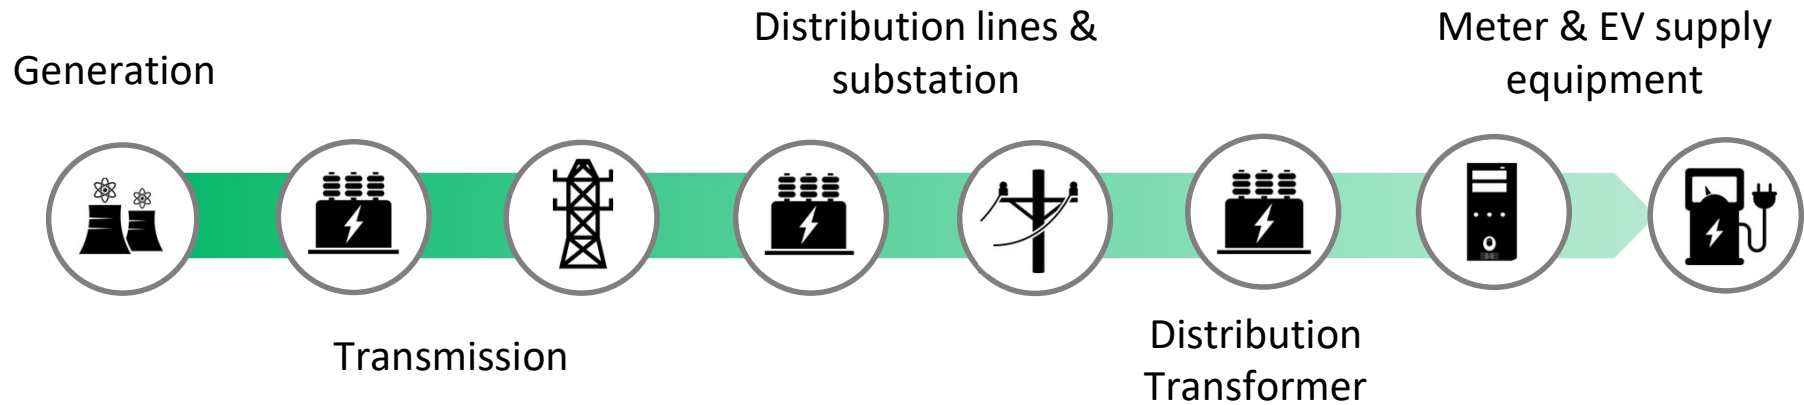 Generation
Transmission
Distribution lines &
substation
Distribution
Transformer
Meter & EV supply
equipment